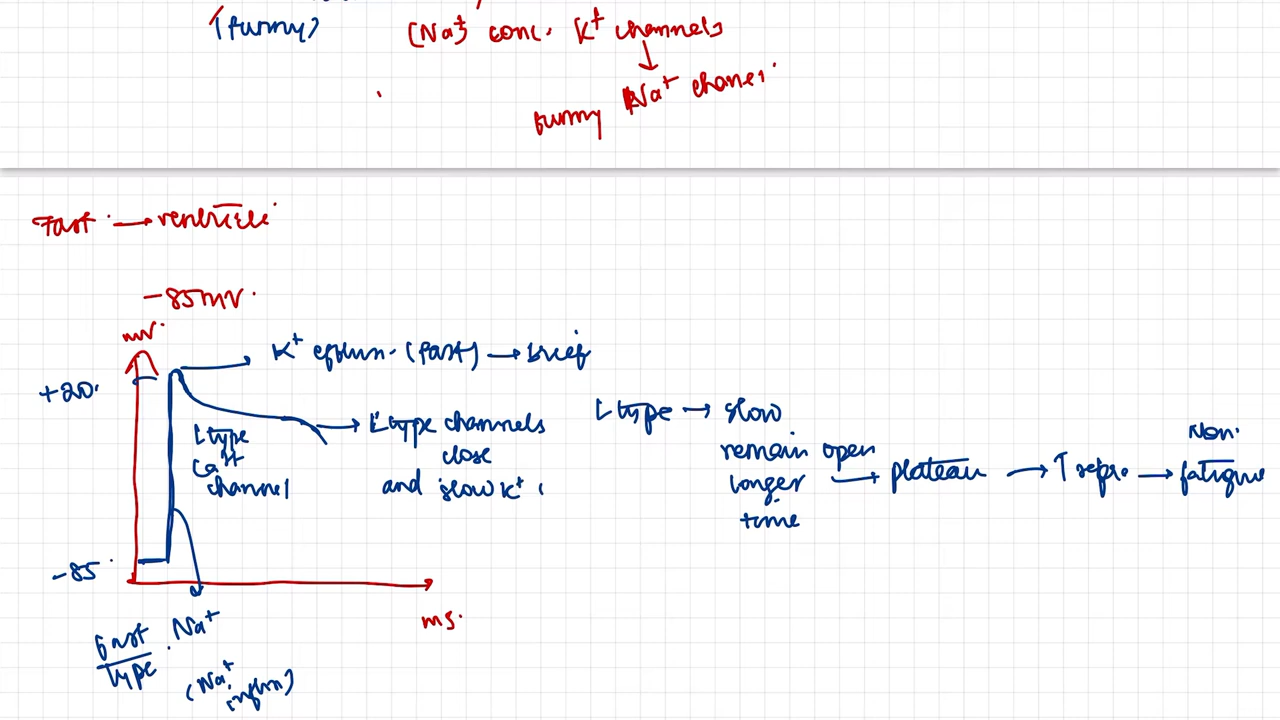 (funny)
(Na+) conc. K+ channels
↓
funny Na+ channel
Fast → ventricle
-85mv.
mv.
K+ efflux. (fast) → brief
+20.
L type → slow
L type channels
close
and slow K+ (
L type
Ca++
channel
remain open
longer
time
→ plateau → ↑ refr. → fatigue
Non.
-85
ms.
Fast
type
Na+
(Na+
influx)